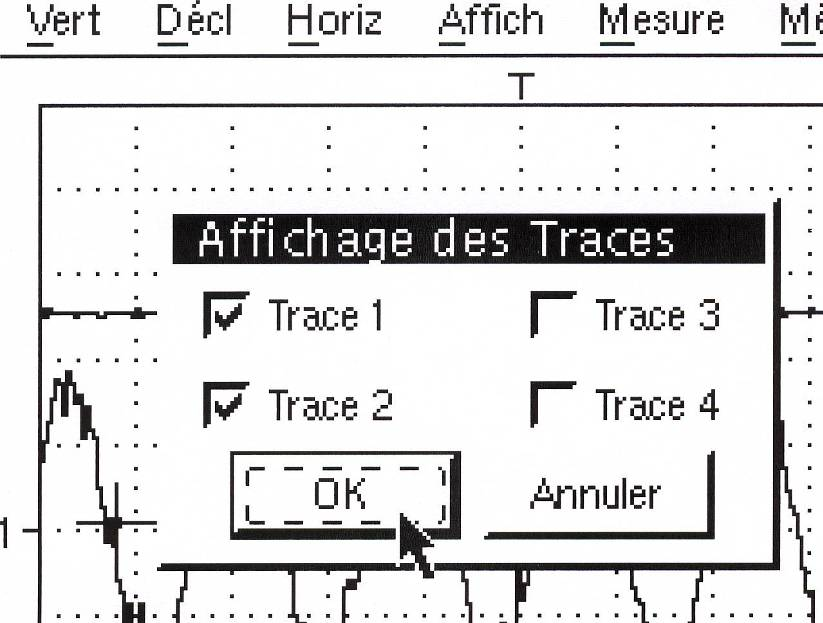 Vert Décl Horiz Affich Mesure Mé
T
Affichage des Traces
Trace 1 Trace 3
Trace 2 Trace 4
OK Annuler
1